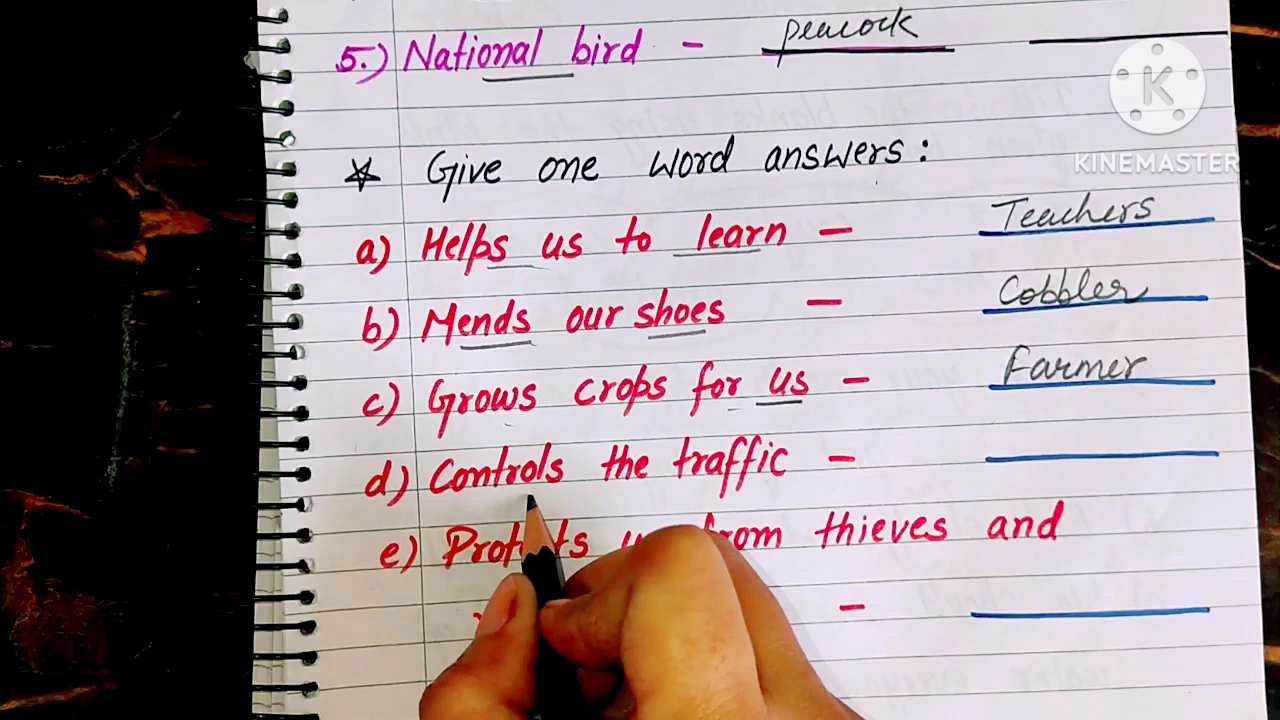 5.) National bird - peacock
K
KINEMASTER
* Give one word answers:
a) Helps us to learn - Teachers
b) Mends our shoes - Cobbler
c) Grows crops for us - Farmer
d) Controls the traffic -
e) thieves and
-